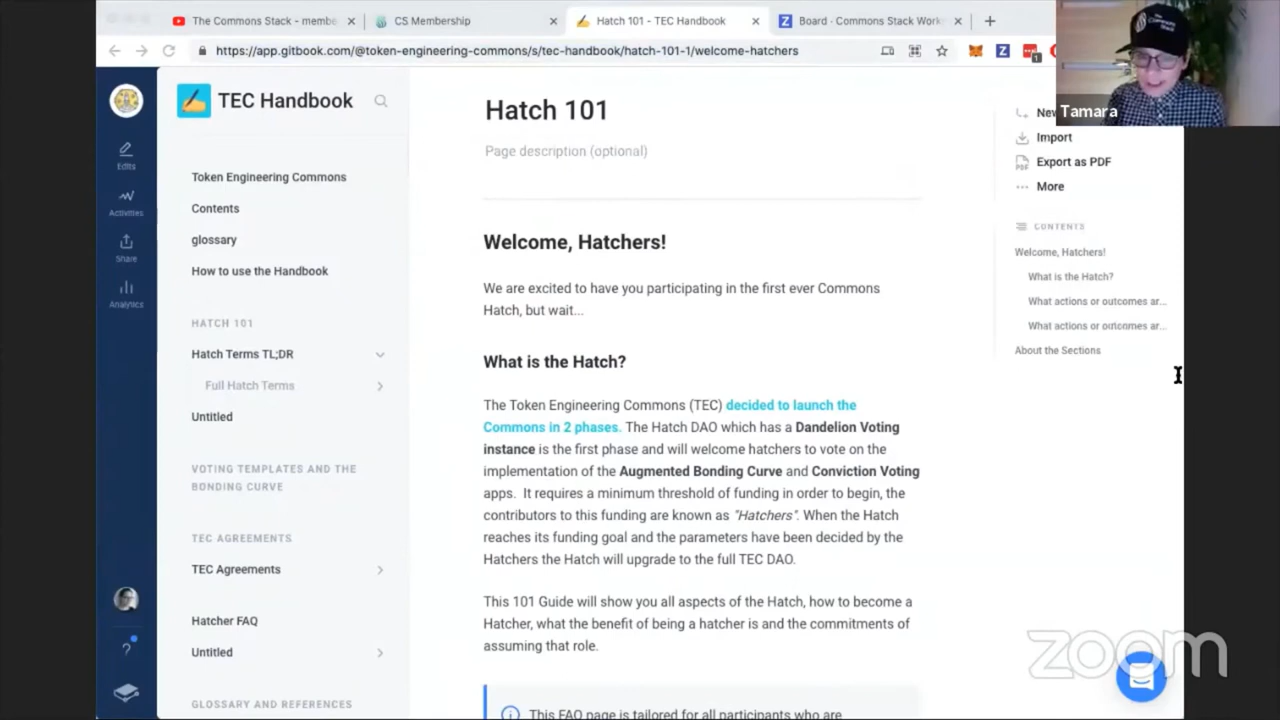 The Commons Stack - membe
CS Membership
Hatch 101 - TEC Handbook
Board - Commons Stack Work
https://app.gitbook.com/@token-engineering-commons/s/tec-handbook/hatch-101-1/welcome-hatchers
Tamara
Edits
Activities
Share
Analytics
TEC Handbook
Token Engineering Commons
Contents
glossary
How to use the Handbook
HATCH 101
Hatch Terms TL;DR
Full Hatch Terms
Untitled
VOTING TEMPLATES AND THE
BONDING CURVE
TEC AGREEMENTS
TEC Agreements
Hatcher FAQ
Untitled
GLOSSARY AND REFERENCES
Hatch 101
Page description (optional)
Welcome, Hatchers!
We are excited to have you participating in the first ever Commons
Hatch, but wait...
What is the Hatch?
The Token Engineering Commons (TEC) decided to launch the
Commons in 2 phases. The Hatch DAO which has a Dandelion Voting
instance is the first phase and will welcome hatchers to vote on the
implementation of the Augmented Bonding Curve and Conviction Voting
apps. It requires a minimum threshold of funding in order to begin, the
contributors to this funding are known as "Hatchers". When the Hatch
reaches its funding goal and the parameters have been decided by the
Hatchers the Hatch will upgrade to the full TEC DAO.
This 101 Guide will show you all aspects of the Hatch, how to become a
Hatcher, what the benefit of being a hatcher is and the commitments of
assuming that role.
This FAQ page is tailored for all participants who are
New
Import
Export as PDF
More
CONTENTS
Welcome, Hatchers!
What is the Hatch?
What actions or outcomes ar...
What actions or outcomes ar...
About the Sections
zoom